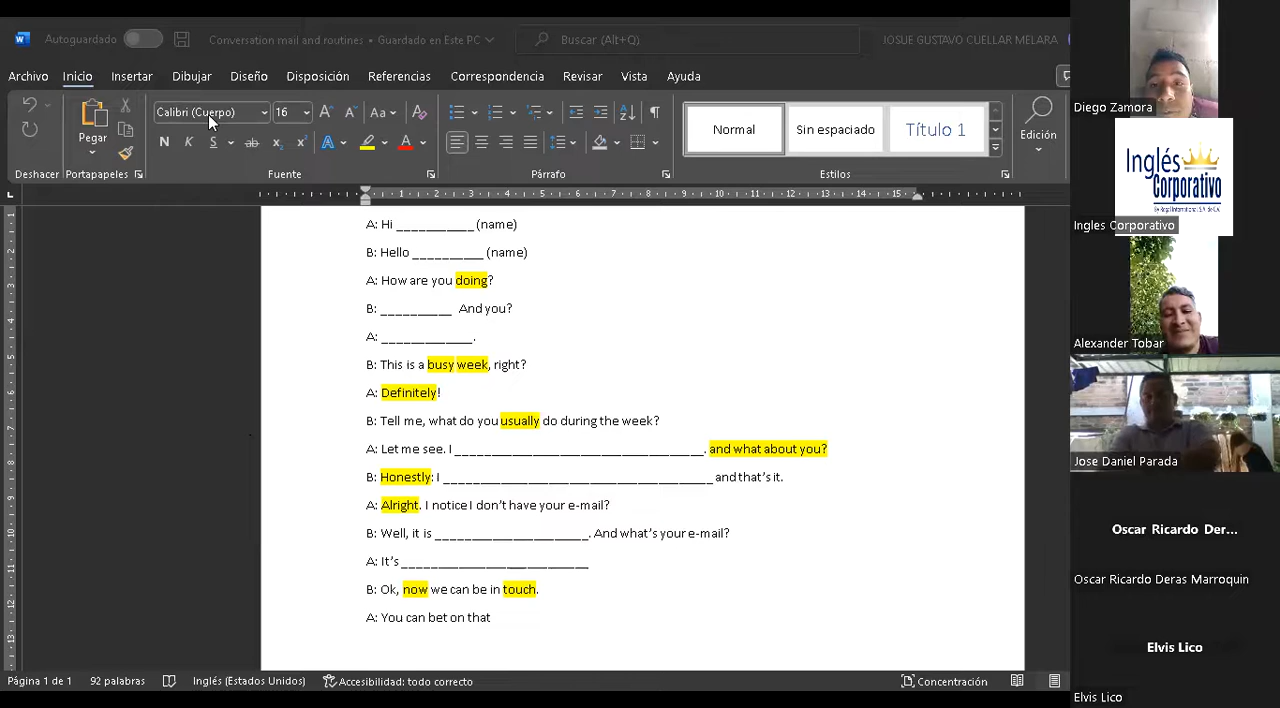 Autoguardado
Conversation mail and routines • Guardado en Este PC
Buscar (Alt+Q)
IOSUE GUSTAVO CUELLAR MELARA
Archivo Inicio Insertar Dibujar Diseño Disposición Referencias Correspondencia Revisar Vista Ayuda
Calibri (Cuerpo) 16
Pegar
Normal
Sin espaciado
Título 1
Edición
Deshacer Portapapeles Fuente Párrafo Estilos
A: Hi ___________ (name)
B: Hello __________ (name)
A: How are you doing?
B: __________ And you?
A: _____________.
B: This is a busy week, right?
A: Definitely!
B: Tell me, what do you usually do during the week?
A: Let me see. I ___________________________________. and what about you?
B: Honestly: I ______________________________________ and that's it.
A: Alright. I notice I don't have your e-mail?
B: Well, it is ______________________. And what's your e-mail?
A: It's __________________________
B: Ok, now we can be in touch.
A: You can bet on that
Página 1 de 1 92 palabras Inglés (Estados Unidos) Accesibilidad: todo correcto Concentración
Diego Zamora
Inglés
Corporativo
Ingles Corporativo
Alexander Tobar
Jose Daniel Parada
Oscar Ricardo Der...
Oscar Ricardo Deras Marroquin
Elvis Lico
Elvis Lico